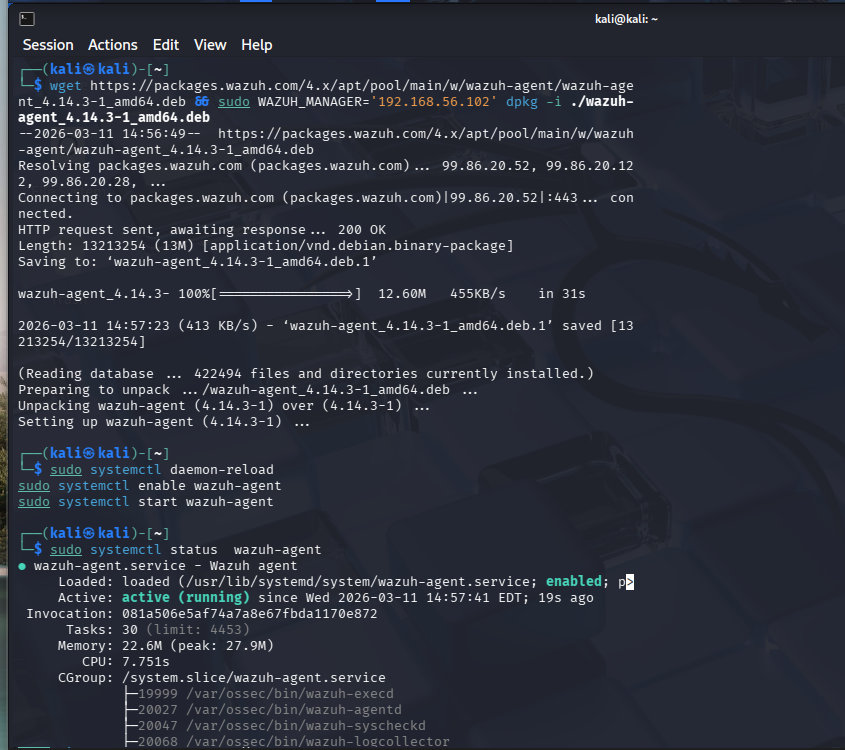 kali@kali: ~
Session Actions Edit View Help
┌──(kali㉿kali)-[~]
└─$ wget https://packages.wazuh.com/4.x/apt/pool/main/w/wazuh-agent/wazuh-age
nt_4.14.3-1_amd64.deb && sudo WAZUH_MANAGER='192.168.56.102' dpkg -i ./wazuh-
agent_4.14.3-1_amd64.deb
--2026-03-11 14:56:49--  https://packages.wazuh.com/4.x/apt/pool/main/w/wazuh
-agent/wazuh-agent_4.14.3-1_amd64.deb
Resolving packages.wazuh.com (packages.wazuh.com)... 99.86.20.52, 99.86.20.12
2, 99.86.20.28, ...
Connecting to packages.wazuh.com (packages.wazuh.com)|99.86.20.52|:443... con
nected.
HTTP request sent, awaiting response... 200 OK
Length: 13213254 (13M) [application/vnd.debian.binary-package]
Saving to: ‘wazuh-agent_4.14.3-1_amd64.deb.1’
wazuh-agent_4.14.3- 100%[================>]  12.60M   455KB/s    in 31s
2026-03-11 14:57:23 (413 KB/s) - ‘wazuh-agent_4.14.3-1_amd64.deb.1’ saved [13
213254/13213254]
(Reading database ... 422494 files and directories currently installed.)
Preparing to unpack .../wazuh-agent_4.14.3-1_amd64.deb ...
Unpacking wazuh-agent (4.14.3-1) over (4.14.3-1) ...
Setting up wazuh-agent (4.14.3-1) ...
┌──(kali㉿kali)-[~]
└─$ sudo systemctl daemon-reload
sudo systemctl enable wazuh-agent
sudo systemctl start wazuh-agent
┌──(kali㉿kali)-[~]
└─$ sudo systemctl status  wazuh-agent
● wazuh-agent.service - Wazuh agent
Loaded: loaded (/usr/lib/systemd/system/wazuh-agent.service; enabled; p>
Active: active (running) since Wed 2026-03-11 14:57:41 EDT; 19s ago
Invocation: 081a506e5af74a7a8e67fbda1170e872
Tasks: 30 (limit: 4453)
Memory: 22.6M (peak: 27.9M)
CPU: 7.751s
CGroup: /system.slice/wazuh-agent.service
├─19999 /var/ossec/bin/wazuh-execd
├─20027 /var/ossec/bin/wazuh-agentd
├─20047 /var/ossec/bin/wazuh-syscheckd
├─20068 /var/ossec/bin/wazuh-logcollector